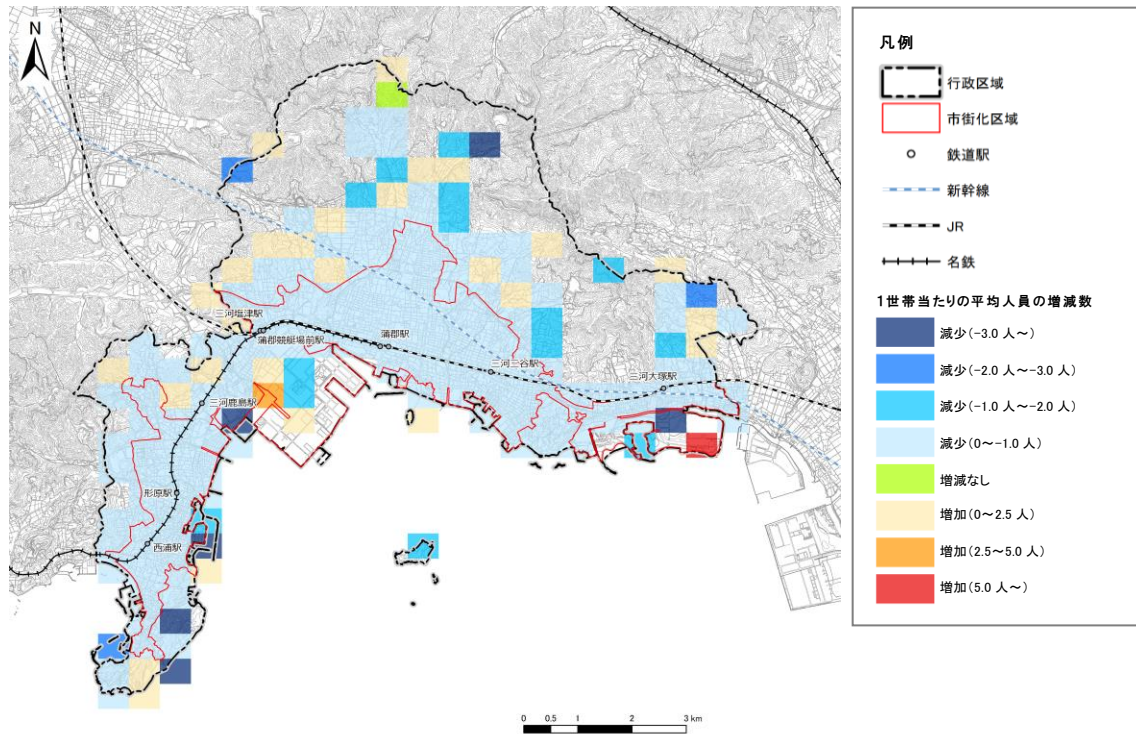 N
三河塩津駅
蒲郡競艇場前駅
蒲郡駅
三河三谷駅
三河大塚駅
三河鹿島駅
形原駅
西浦駅
0 0.5 1 2 3 km
凡例
行政区域
市街化区域
鉄道駅
新幹線
JR
名鉄
1世帯当たりの平均人員の増減数
減少(-3.0 人~)
減少(-2.0 人~-3.0 人)
減少(-1.0 人~-2.0 人)
減少(0~-1.0 人)
増減なし
増加(0~2.5 人)
増加(2.5~5.0 人)
増加(5.0 人~)